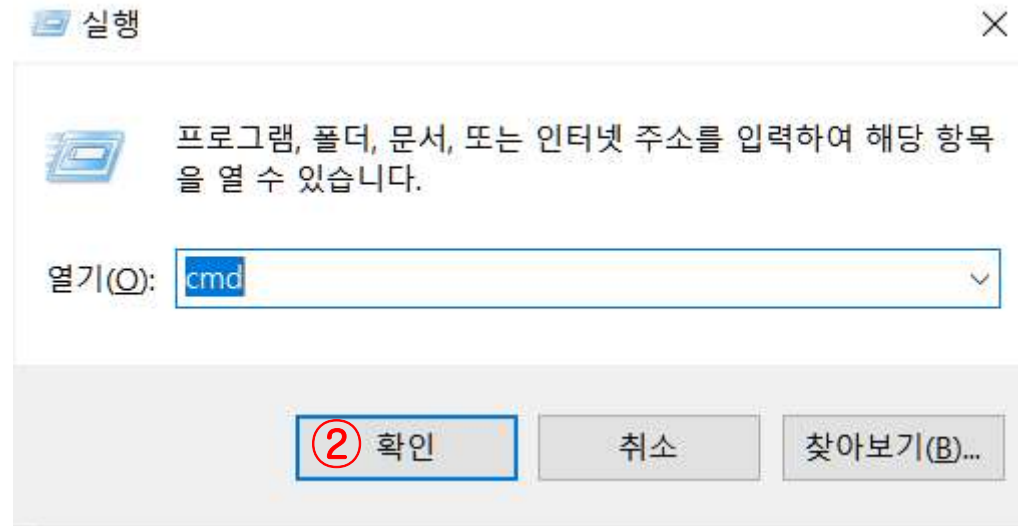 실행
프로그램, 폴더, 문서, 또는 인터넷 주소를 입력하여 해당 항목
을 열 수 있습니다.
열기(O): cmd
② 확인 취소 찾아보기(B)...